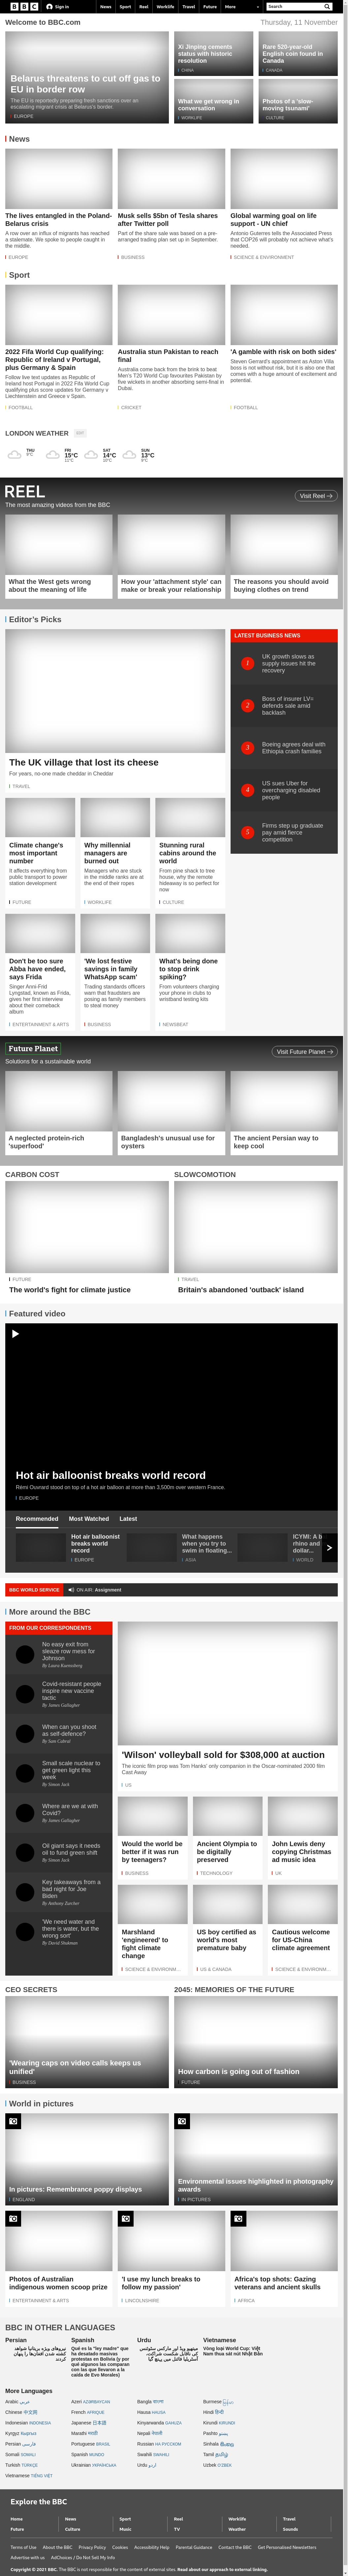 BBC
Sign in
News
Sport
Reel
Worklife
Travel
Future
More
Search
Welcome to BBC.com
Thursday, 11 November
Belarus threatens to cut off gas to
EU in border row
The EU is reportedly preparing fresh sanctions over an
escalating migrant crisis at Belarus's border.
EUROPE
Xi Jinping cements
status with historic
resolution
CHINA
Rare $20-year-old
English coin found in
Canada
CANADA
What we get wrong in
conversation
WORKLIFE
Photos of a 'slow-
moving tsunami'
CULTURE
News
The lives entangled in the Poland-
Belarus crisis
A row over an influx of migrants has reached
a stalemate. We spoke to people caught in
the middle.
EUROPE
Musk sells $5bn of Tesla shares
after Twitter poll
Part of the share sale was based on a pre-
arranged trading plan set up in September.
BUSINESS
Global warming goal on life
support - UN chief
Antonio Guterres tells the Associated Press
that COP26 will probably not achieve what's
needed.
SCIENCE & ENVIRONMENT
Sport
2022 Fifa World Cup qualifying:
Republic of Ireland v Portugal,
plus Germany & Spain
Follow live text updates as Republic of
Ireland host Portugal in 2022 Fifa World Cup
qualifying plus score updates for Germany v
Liechtenstein and Greece v Spain.
FOOTBALL
Australia stun Pakistan to reach
final
Australia come back from the brink to beat
Men's T20 World Cup favourites Pakistan by
five wickets in another absorbing semi-final in
Dubai.
CRICKET
'A gamble with risk on both sides'
Steven Gerrard's appointment as Aston Villa
boss is not without risk, but it is also one that
comes with a huge amount of excitement and
potential.
FOOTBALL
LONDON WEATHER
EDIT
THU
9°C
FRI
15°C
11°C
SAT
14°C
10°C
SUN
13°C
9°C
REEL
Visit Reel
The most amazing videos from the BBC
What the West gets wrong
about the meaning of life
How your 'attachment style' can
make or break your relationship
The reasons you should avoid
buying clothes on trend
Editor's Picks
The UK village that lost its cheese
For years, no-one made cheddar in Cheddar
TRAVEL
LATEST BUSINESS NEWS
1
UK growth slows as
supply issues hit the
recovery
2
Boss of insurer LV=
defends sale amid
backlash
3
Boeing agrees deal with
Ethiopia crash families
4
US sues Uber for
overcharging disabled
people
5
Firms step up graduate
pay amid fierce
competition
Climate change's
most important
number
It affects everything from
public transport to power
station development
FUTURE
Why millennial
managers are
burned out
Managers who are stuck
in the middle ranks are at
the end of their ropes
WORKLIFE
Stunning rural
cabins around the
world
From pine shack to tree
house, why the remote
hideaway is so perfect for
now
CULTURE
Don't be too sure
Abba have ended,
says Frida
Singer Anni-Frid
Lyngstad, known as Frida,
gives her first interview
about their comeback
album
ENTERTAINMENT & ARTS
'We lost festive
savings in family
WhatsApp scam'
Trading standards officers
warn that fraudsters are
posing as family members
to steal money
BUSINESS
What's being done
to stop drink
spiking?
From volunteers charging
your phone in clubs to
wristband testing kits
NEWSBEAT
Future Planet
Visit Future Planet
Solutions for a sustainable world
A neglected protein-rich
'superfood'
Bangladesh's unusual use for
oysters
The ancient Persian way to
keep cool
CARBON COST
FUTURE
The world's fight for climate justice
SLOWCOMOTION
TRAVEL
Britain's abandoned 'outback' island
Featured video
Hot air balloonist breaks world record
Rémi Ouvrard stood on top of a hot air balloon at more than 3,500m over western France.
EUROPE
Recommended
Most Watched
Latest
Hot air balloonist
breaks world
record
EUROPE
What happens
when you try to
swim in floating...
ASIA
ICYMI: A b
rhino and
dollar...
WORLD
BBC WORLD SERVICE
ON AIR: Assignment
More around the BBC
FROM OUR CORRESPONDENTS
No easy exit from
sleaze row mess for
Johnson
By Laura Kuenssberg
Covid-resistant people
inspire new vaccine
tactic
By James Gallagher
When can you shoot
as self-defence?
By Sam Cabral
Small scale nuclear to
get green light this
week
By Simon Jack
Where are we at with
Covid?
By James Gallagher
Oil giant says it needs
oil to fund green shift
By Simon Jack
Key takeaways from a
bad night for Joe
Biden
By Anthony Zurcher
'We need water and
there is water, but the
wrong sort'
By David Shukman
'Wilson' volleyball sold for $308,000 at auction
The iconic film prop was Tom Hanks' only companion in the Oscar-nominated 2000 film
Cast Away
US
Would the world be
better if it was run
by teenagers?
BUSINESS
Ancient Olympia to
be digitally
preserved
TECHNOLOGY
John Lewis deny
copying Christmas
ad music idea
UK
Marshland
'engineered' to
fight climate
change
SCIENCE & ENVIRONM...
US boy certified as
world's most
premature baby
US & CANADA
Cautious welcome
for US-China
climate agreement
SCIENCE & ENVIRONM...
CEO SECRETS
'Wearing caps on video calls keeps us
unified'
BUSINESS
2045: MEMORIES OF THE FUTURE
How carbon is going out of fashion
FUTURE
World in pictures
In pictures: Remembrance poppy displays
ENGLAND
Environmental issues highlighted in photography
awards
IN PICTURES
Photos of Australian
indigenous women scoop prize
ENTERTAINMENT & ARTS
'I use my lunch breaks to
follow my passion'
LINCOLNSHIRE
Africa's top shots: Gazing
veterans and ancient skulls
AFRICA
BBC IN OTHER LANGUAGES
Persian
Spanish
Qué es la "ley madre" que
ha desatado masivas
protestas en Bolivia (y por
qué algunos las comparan
con las que llevaron a la
caída de Evo Morales)
Urdu
Vietnamese
Vòng loại World Cup: Việt
Nam thua sát nút Nhật Bản
More Languages
Arabic عربي
Azeri AZƏRBAYCAN
Bangla বাংলা
Burmese
Chinese 中文网
French AFRIQUE
Hausa HAUSA
Hindi हिन्दी
Indonesian INDONESIA
Japanese 日本語
Kinyarwanda GAHUZA
Kirundi KIRUNDI
Kyrgyz Кыргыз
Marathi मराठी
Nepali नेपाली
Pashto پښتو
Persian فارسی
Portuguese BRASIL
Russian НА РУССКОМ
Sinhala සිංහල
Somali SOMALI
Spanish MUNDO
Swahili SWAHILI
Tamil தமிழ்
Turkish TÜRKÇE
Ukrainian УКРАЇНСЬКА
Urdu اردو
Uzbek O'ZBEK
Vietnamese TIẾNG VIỆT
Explore the BBC
Home
News
Sport
Reel
Worklife
Travel
Future
Culture
Music
TV
Weather
Sounds
Terms of Use
About the BBC
Privacy Policy
Cookies
Accessibility Help
Parental Guidance
Contact the BBC
Get Personalised Newsletters
Advertise with us
AdChoices / Do Not Sell My Info
Copyright © 2021 BBC. The BBC is not responsible for the content of external sites. Read about our approach to external linking.